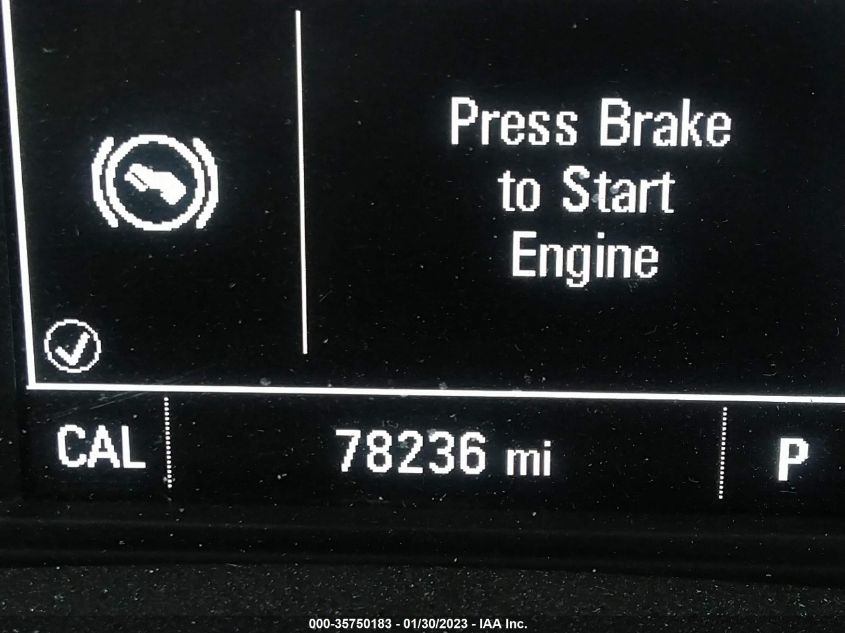 Press Brake
to Start
Engine
CAL
78236 mi
P
000-35750183 - 01/30/2023 - IAA Inc.